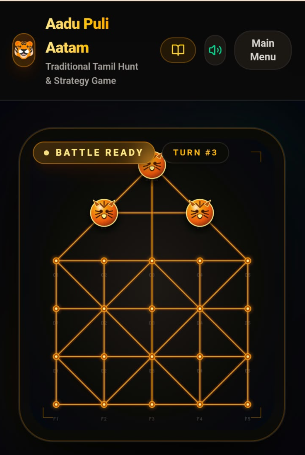 Aadu Puli
Aatam
Traditional Tamil Hunt
& Strategy Game
Main
Menu
BATTLE READY
TURN #3